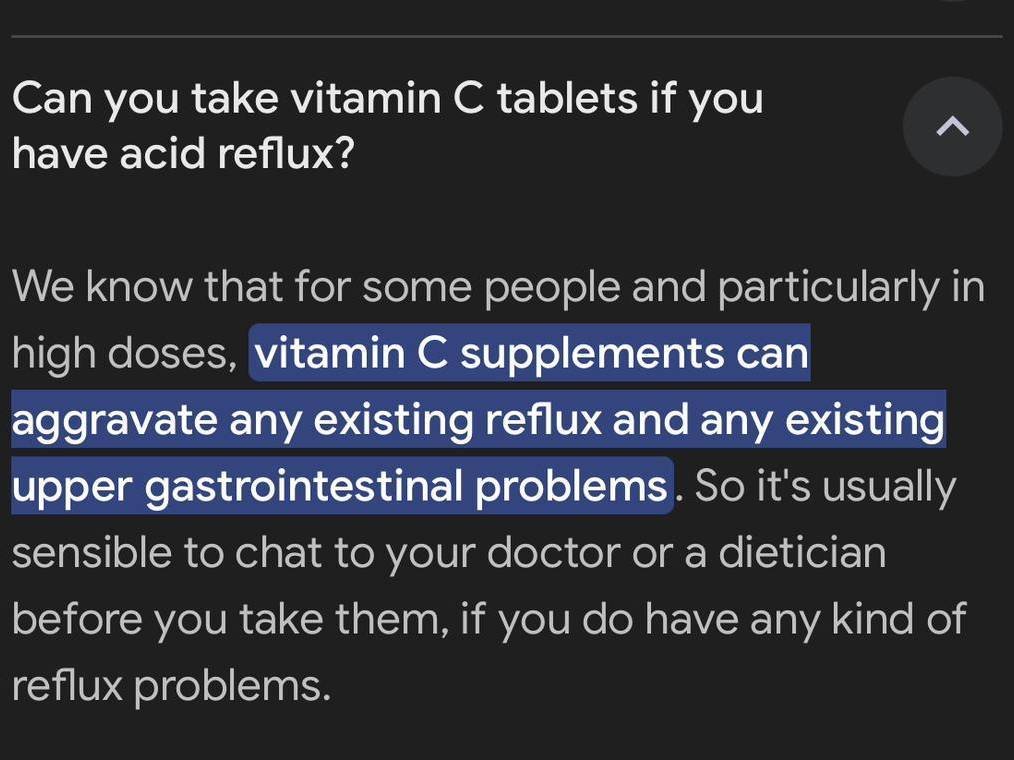 Can you take vitamin C tablets if you
have acid reflux?
We know that for some people and particularly in
high doses, vitamin C supplements can
aggravate any existing reflux and any existing
upper gastrointestinal problems. So it's usually
sensible to chat to your doctor or a dietician
before you take them, if you do have any kind of
reflux problems.